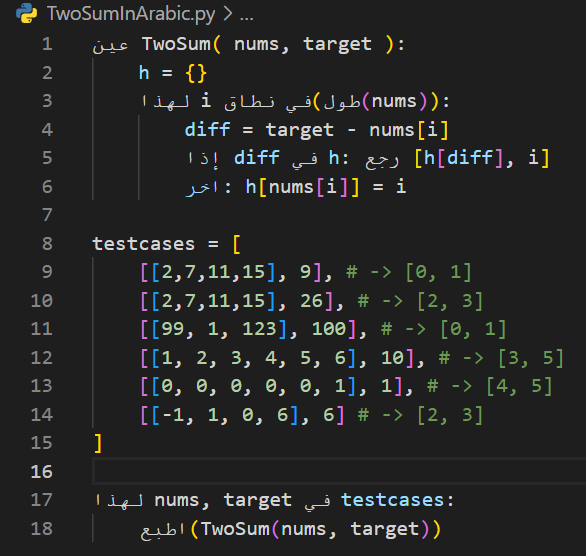 TwoSumInArabic.py > ...
1 عين TwoSum( nums, target ):
2 h = {}
3 لهذا i في نطاق(طول(nums)):
4 diff = target - nums[i]
5 إذا diff في h: رجع [h[diff], i]
6 اخر: h[nums[i]] = i
7
8 testcases = [
9 [[2,7,11,15], 9], # -> [0, 1]
10 [[2,7,11,15], 26], # -> [2, 3]
11 [[99, 1, 123], 100], # -> [0, 1]
12 [[1, 2, 3, 4, 5, 6], 10], # -> [3, 5]
13 [[0, 0, 0, 0, 0, 1], 1], # -> [4, 5]
14 [[-1, 1, 0, 6], 6] # -> [2, 3]
15 ]
16
17 لهذا nums, target في testcases:
18 اطبع(TwoSum(nums, target))